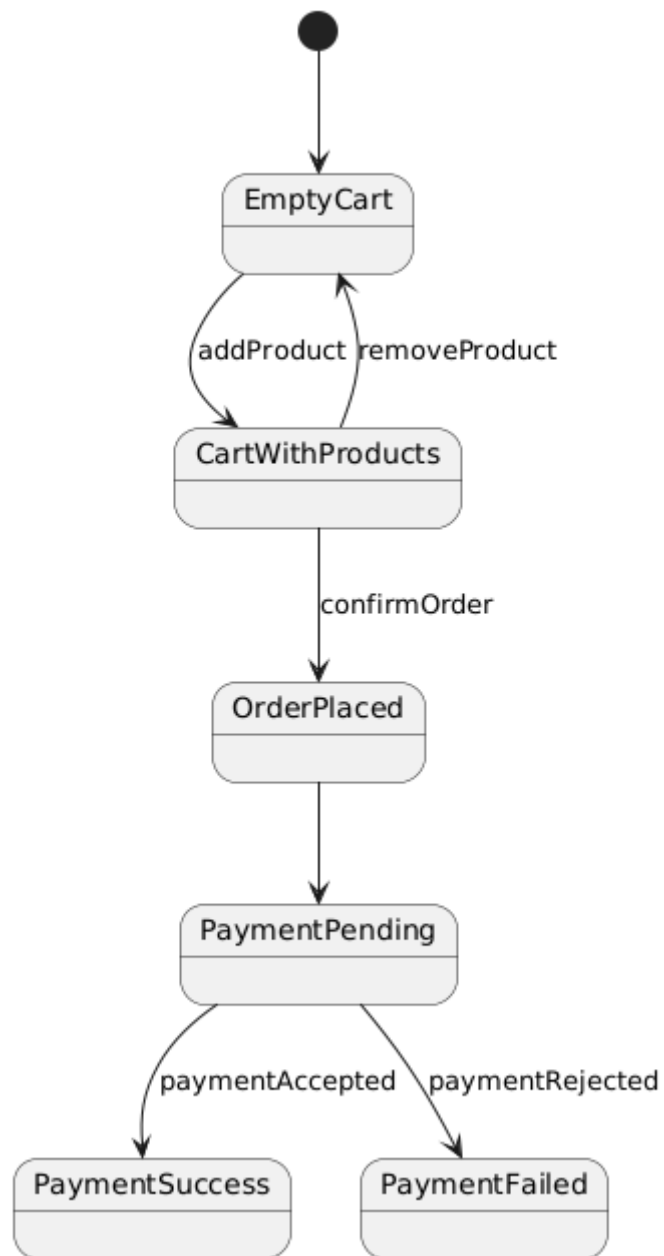 EmptyCart
addProduct
removeProduct
CartWithProducts
confirmOrder
OrderPlaced
PaymentPending
paymentAccepted
paymentRejected
PaymentSuccess
PaymentFailed